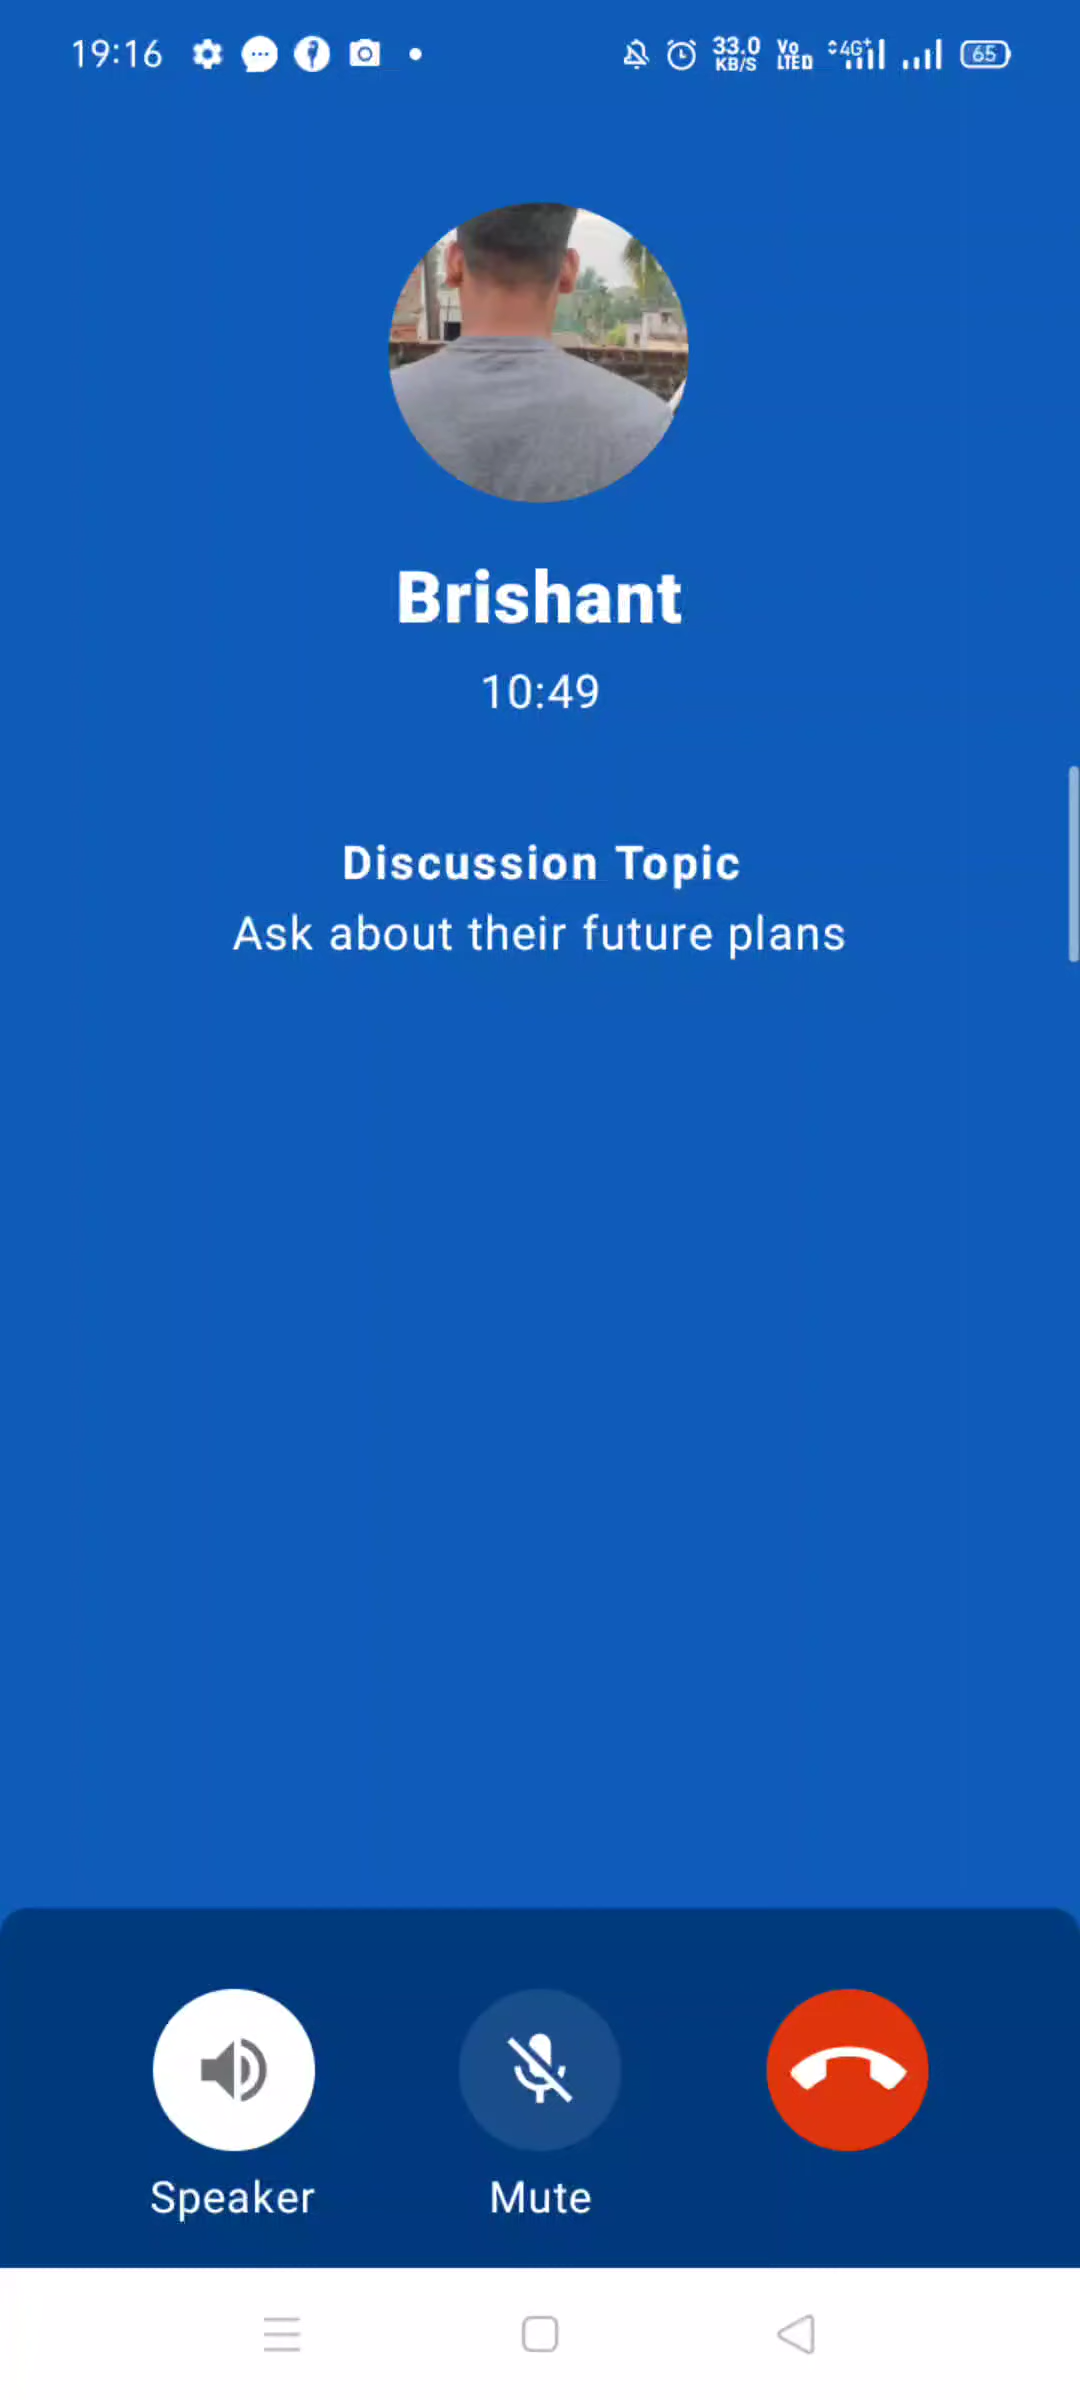 19:16 33.0 KB/S Vo LTED 4G+ 65
Brishant
10:49
Discussion Topic
Ask about their future plans
Speaker Mute